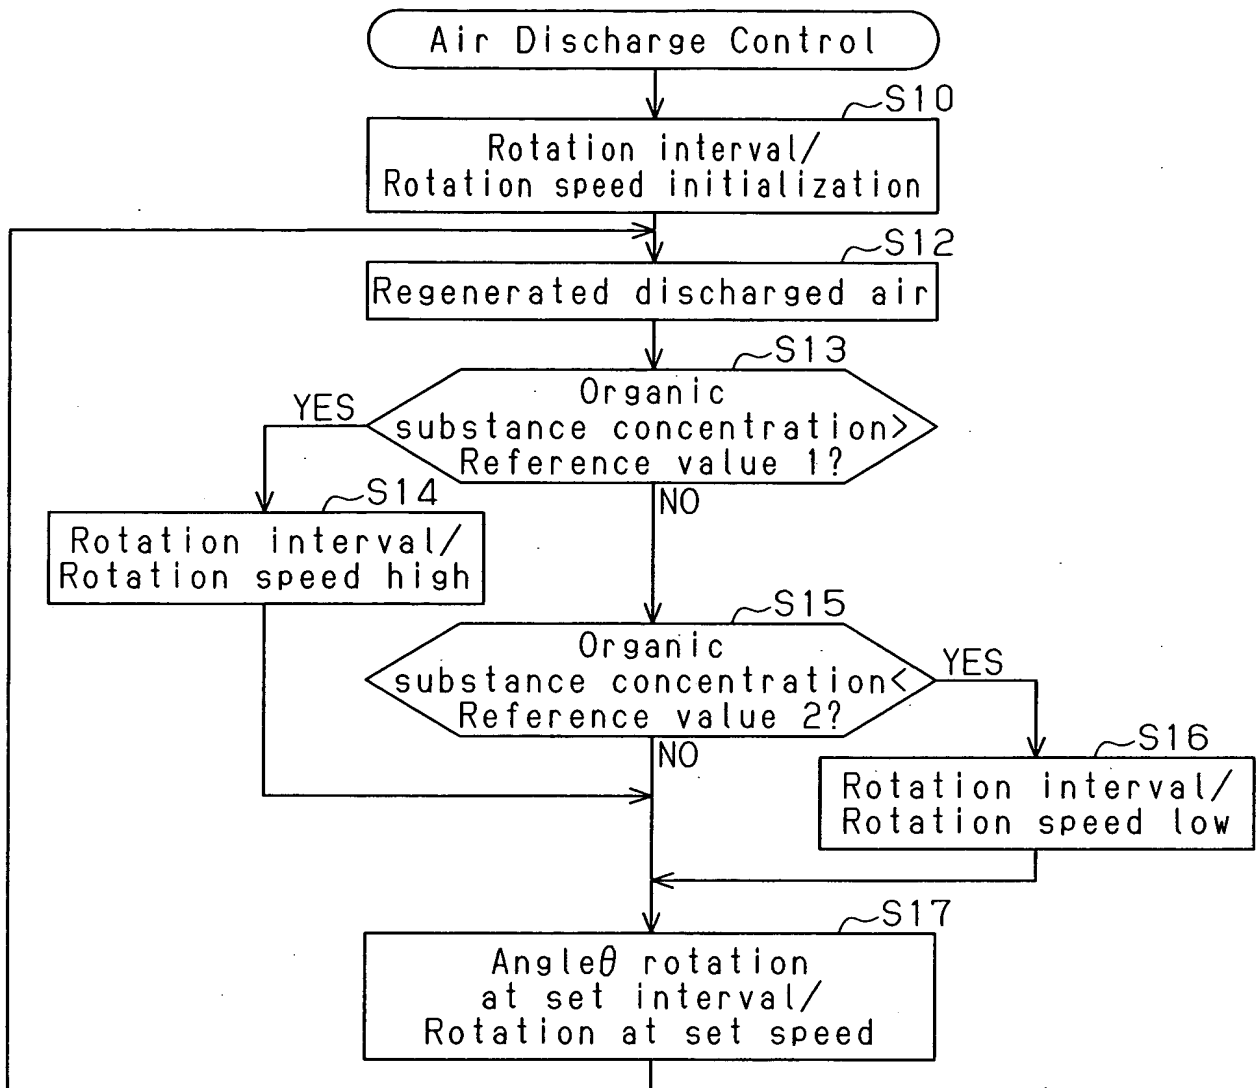 Air Discharge Control
S10
Rotation interval/
Rotation speed initialization
S12
Regenerated discharged air
S13
Organic
substance concentration>
Reference value 1?
YES
NO
S14
Rotation interval/
Rotation speed high
S15
Organic
substance concentration<
Reference value 2?
YES
NO
S16
Rotation interval/
Rotation speed low
S17
Angleθ rotation
at set interval/
Rotation at set speed